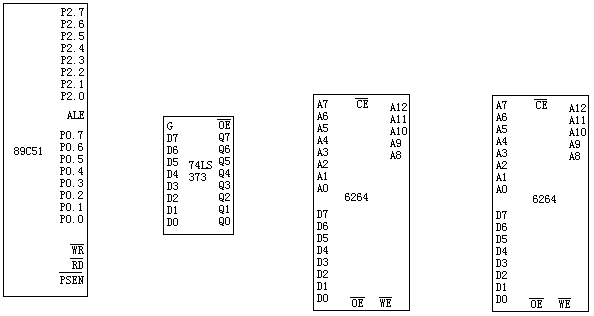 P2.7
P2.6
P2.5
P2.4
P2.3
P2.2
P2.1
P2.0
ALE
P0.7
P0.6
89C51
P0.5
P0.4
P0.3
P0.2
P0.1
P0.0
WR
RD
PSEN
G OE
D7 Q7
D6 Q6
D5 74LS Q5
D4 373 Q4
D3 Q3
D2 Q2
D1 Q1
D0 Q0
A7 CE A12
A6 A11
A5 A10
A4 A9
A3 A8
A2
A1
A0
6264
D7
D6
D5
D4
D3
D2
D1
D0 OE WE
A7 CE A12
A6 A11
A5 A10
A4 A9
A3 A8
A2
A1
A0
6264
D7
D6
D5
D4
D3
D2
D1
D0 OE WE